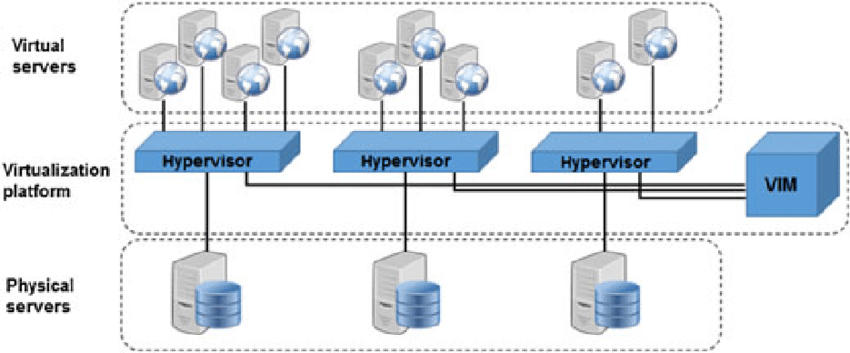 Virtual
servers
Hypervisor
Hypervisor
Hypervisor
Virtualization
platform
VIM
Physical
servers